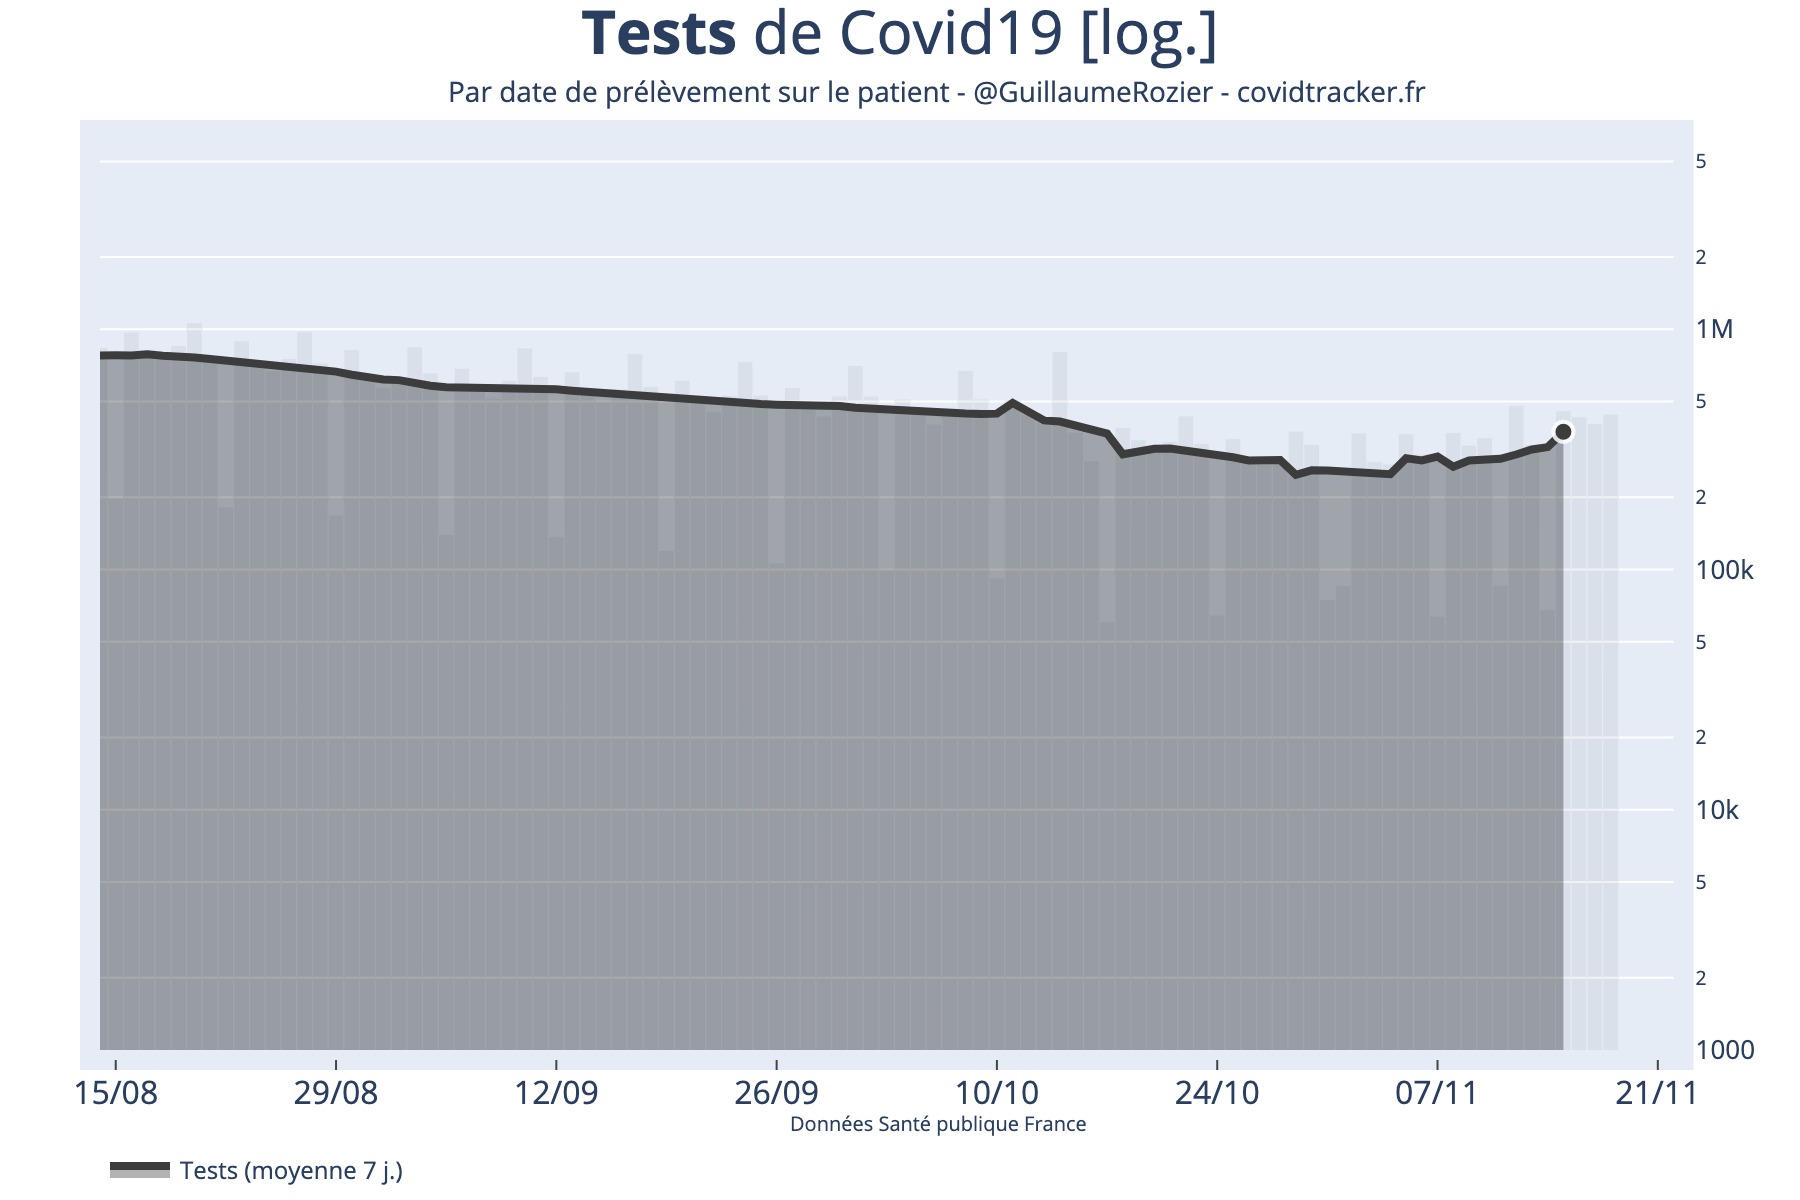 Tests de Covid19 [log.]
Par date de prélèvement sur le patient - @GuillaumeRozier - covidtracker.fr
5
2
1M
5
2
100k
5
2
10k
5
2
1000
15/08 29/08 12/09 26/09 10/10 24/10 07/11 21/11
Données Santé publique France
Tests (moyenne 7 j.)